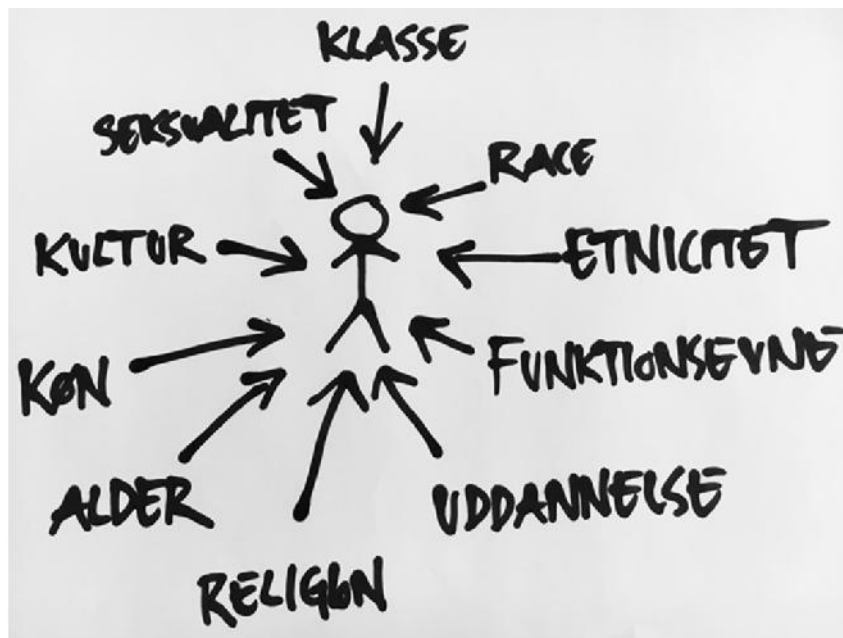 KLASSE
SEKSUALITET
RACE
KULTUR
ETNICITET
KØN
FUNKTIONSEVNE
ALDER
UDDANNELSE
RELIGION